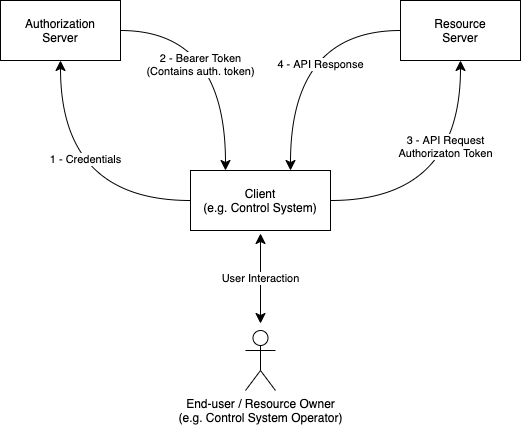 Authorization
Server
Resource
Server
2 - Bearer Token
(Contains auth. token)
4 - API Response
1 - Credentials
3 - API Request
Authorizaton Token
Client
(e.g. Control System)
User Interaction
End-user / Resource Owner
(e.g. Control System Operator)